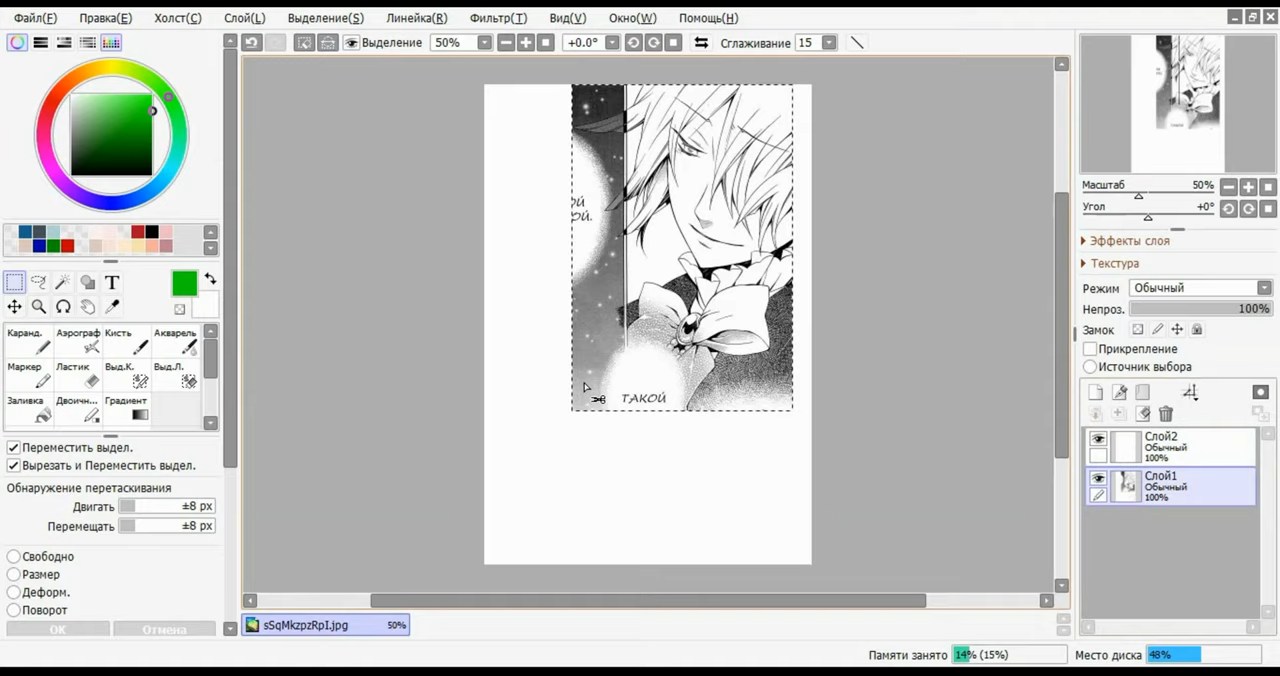 Файл(F) Правка(E) Холст(C) Слой(L) Выделение(S) Линейка(R) Фильтр(T) Вид(V) Окно(W) Помощь(H)
Выделение 50% +0.0° Сглаживание 15
Масштаб 50%
Угол +0°
Эффекты слоя
Текстура
Режим Обычный
Непроз. 100%
Замок
Прикрепление
Источник выбора
Слой2
Обычный
100%
Слой1
Обычный
100%
T
Каранд. Аэрограф Кисть Акварель
Маркер Ластик Выд.К. Выд.Л.
Заливка Двоичн... Градиент
Переместить выдел.
Вырезать и Переместить выдел.
Обнаружение перетаскивания
Двигать ±8 px
Перемещать ±8 px
Свободно
Размер
Деформ.
Поворот
OK Отмена
ОЙ
ОЙ.
ТАКОЙ
sSqMkzpzRpI.jpg 50%
Памяти занято 14% (15%) Место диска 48%